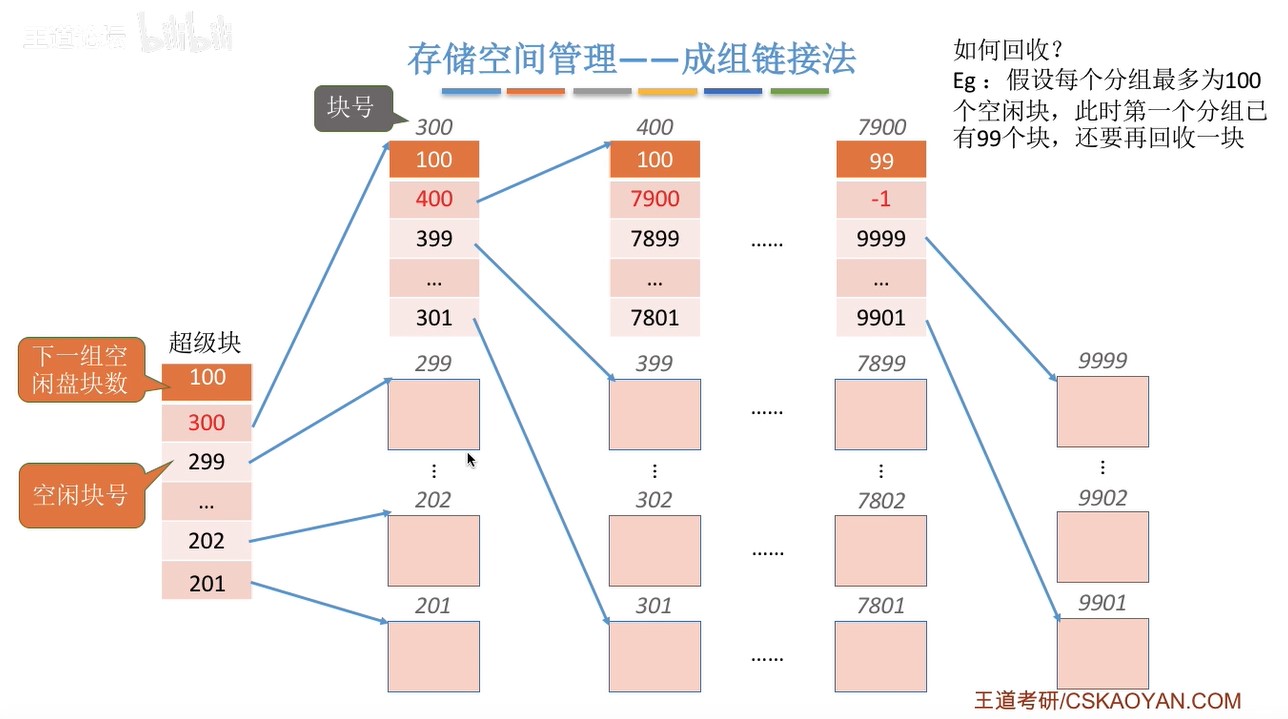 王道论坛 bilibili
存储空间管理——成组链接法
如何回收？
Eg：假设每个分组最多为100
个空闲块，此时第一个分组已
有99个块，还要再回收一块
块号
300 400 7900
100 100 99
400 7900 -1
399 7899 …… 9999
... ... ...
301 7801 9901
超级块
下一组空
闲盘块数
100
300
空闲块号
299
...
202
201
299 399 7899 9999
……
⋮ ⋮ ⋮ ⋮
202 302 7802 9902
……
201 301 7801 9901
……
王道考研/CSKAOYAN.COM